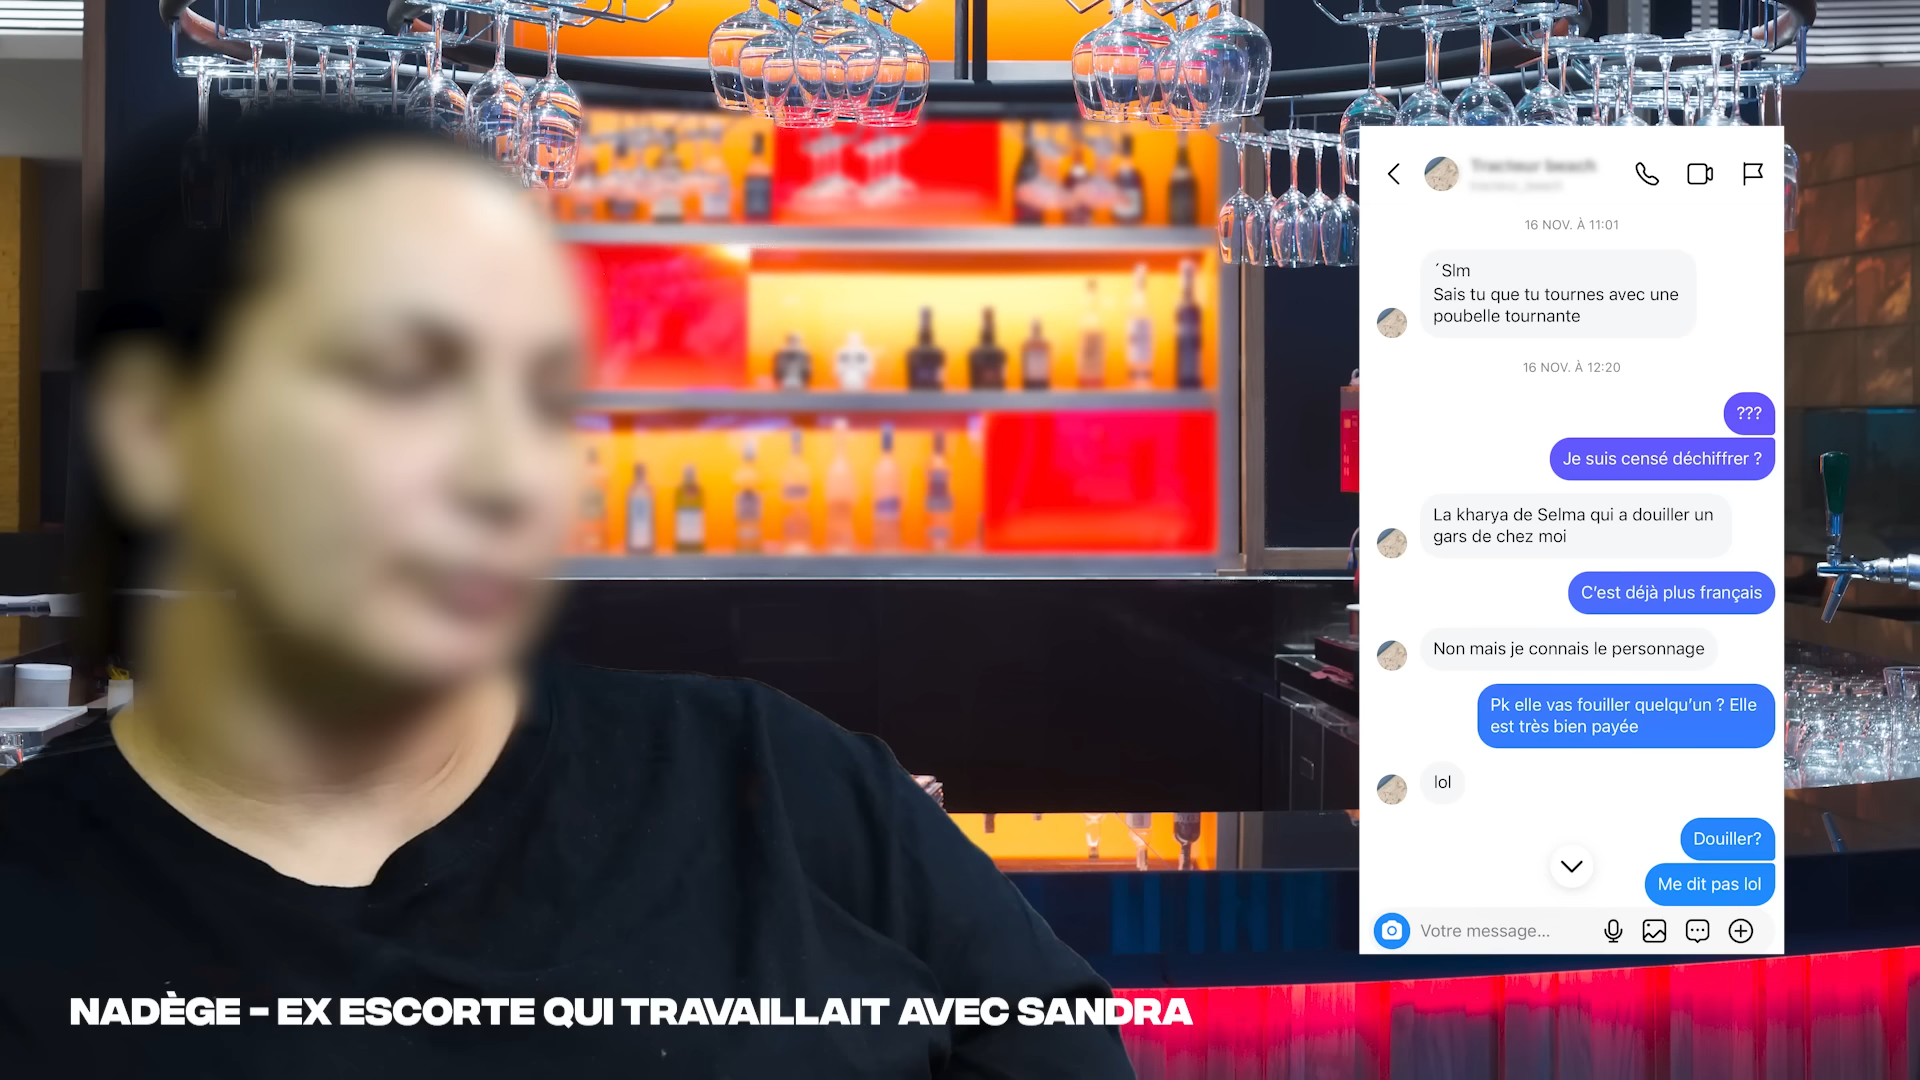 16 NOV. À 11:01
´Slm
Sais tu que tu tournes avec une
poubelle tournante
16 NOV. À 12:20
???
Je suis censé déchiffrer ?
La kharya de Selma qui a douiller un
gars de chez moi
C'est déjà plus français
Non mais je connais le personnage
Pk elle vas fouiller quelqu'un ? Elle
est très bien payée
lol
Douiller?
Me dit pas lol
Votre message...
NADÈGE - EX ESCORTE QUI TRAVAILLAIT AVEC SANDRA